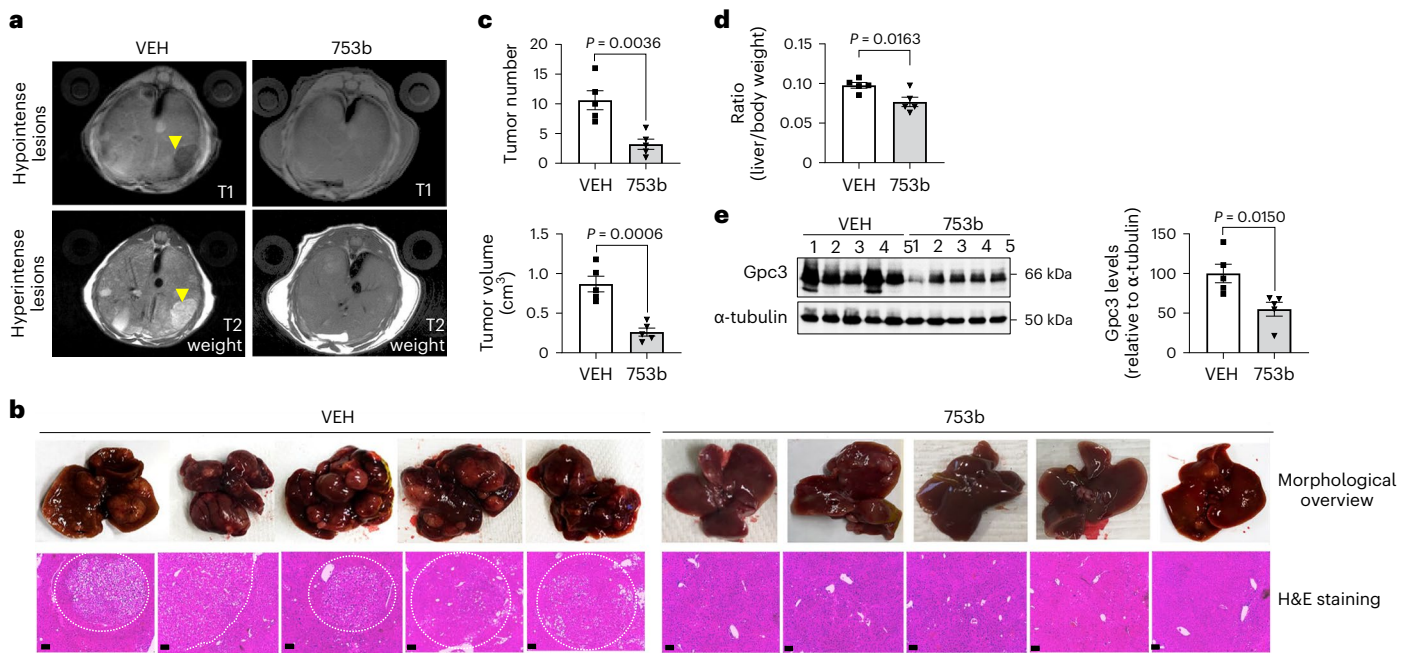 a
VEH
753b
Hypointense
lesions
T1
T1
Hyperintense
lesions
T2
weight
T2
weight
c
Tumor number
20
15
10
5
0
P = 0.0036
VEH
753b
Tumor volume
(cm3)
1.5
1.0
0.5
0
P = 0.0006
VEH
753b
d
Ratio
(liver/body weight)
0.15
0.10
0.05
0
P = 0.0163
VEH
753b
e
VEH
753b
1 2 3 4 51 2 3 4 5
Gpc3
66 kDa
α-tubulin
50 kDa
Gpc3 levels
(relative to α-tubulin)
150
100
50
0
P = 0.0150
VEH
753b
b
VEH
753b
Morphological
overview
H&E staining